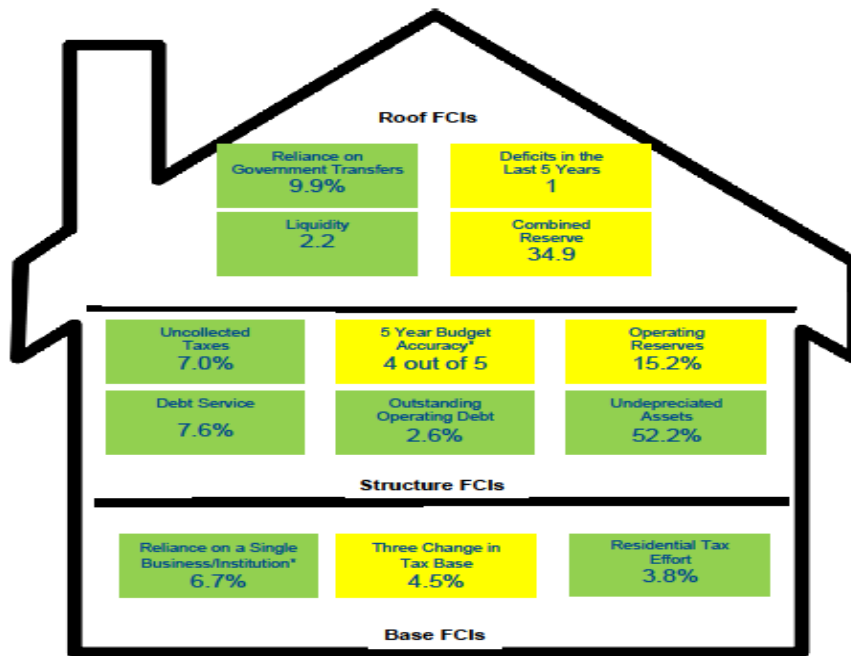 Roof FCIs
Reliance on
Government Transfers
9.9%
Deficits in the
Last 5 Years
1
Liquidity
2.2
Combined
Reserve
34.9
Uncollected
Taxes
7.0%
5 Year Budget
Accuracy*
4 out of 5
Operating
Reserves
15.2%
Debt Service
7.6%
Outstanding
Operating Debt
2.6%
Undepreciated
Assets
52.2%
Structure FCIs
Reliance on a Single
Business/Institution*
6.7%
Three Change in
Tax Base
4.5%
Residential Tax
Effort
3.8%
Base FCIs